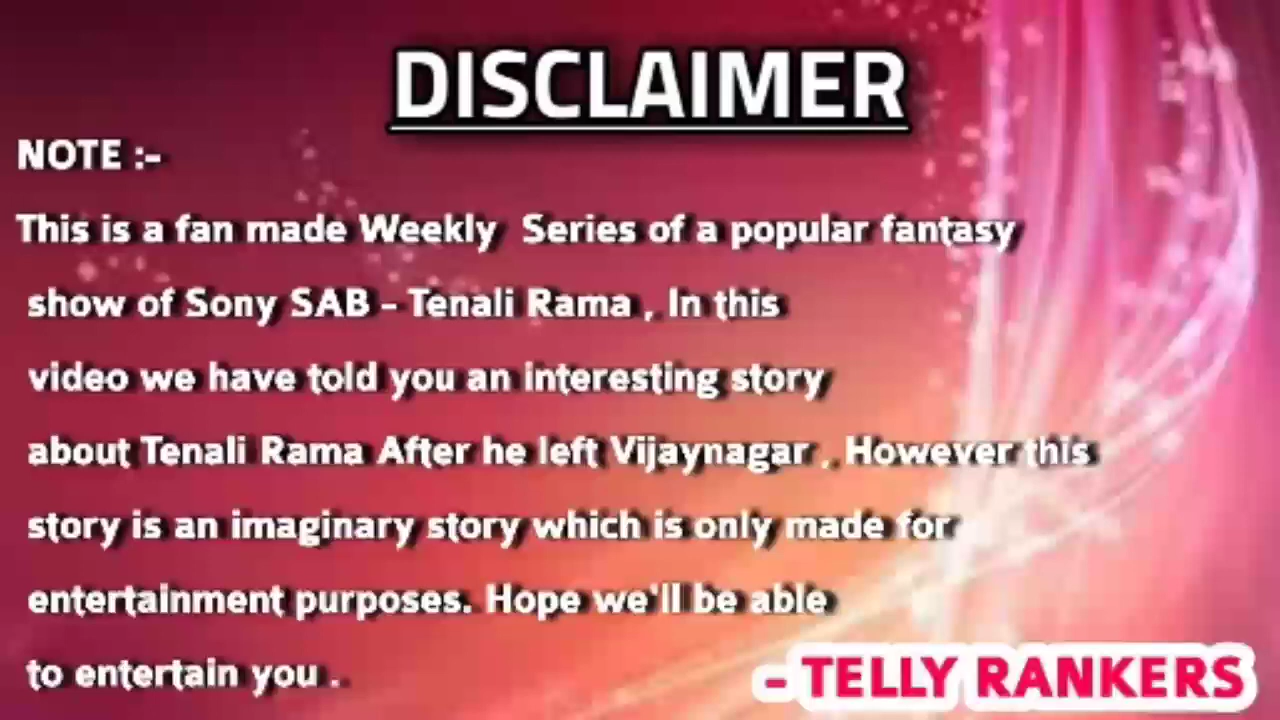 DISCLAIMER
NOTE :-
This is a fan made Weekly Series of a popular fantasy
show of Sony SAB - Tenali Rama , In this
video we have told you an interesting story
about Tenali Rama After he left Vijaynagar , However this
story is an imaginary story which is only made for
entertainment purposes. Hope we'll be able
to entertain you .
- TELLY RANKERS